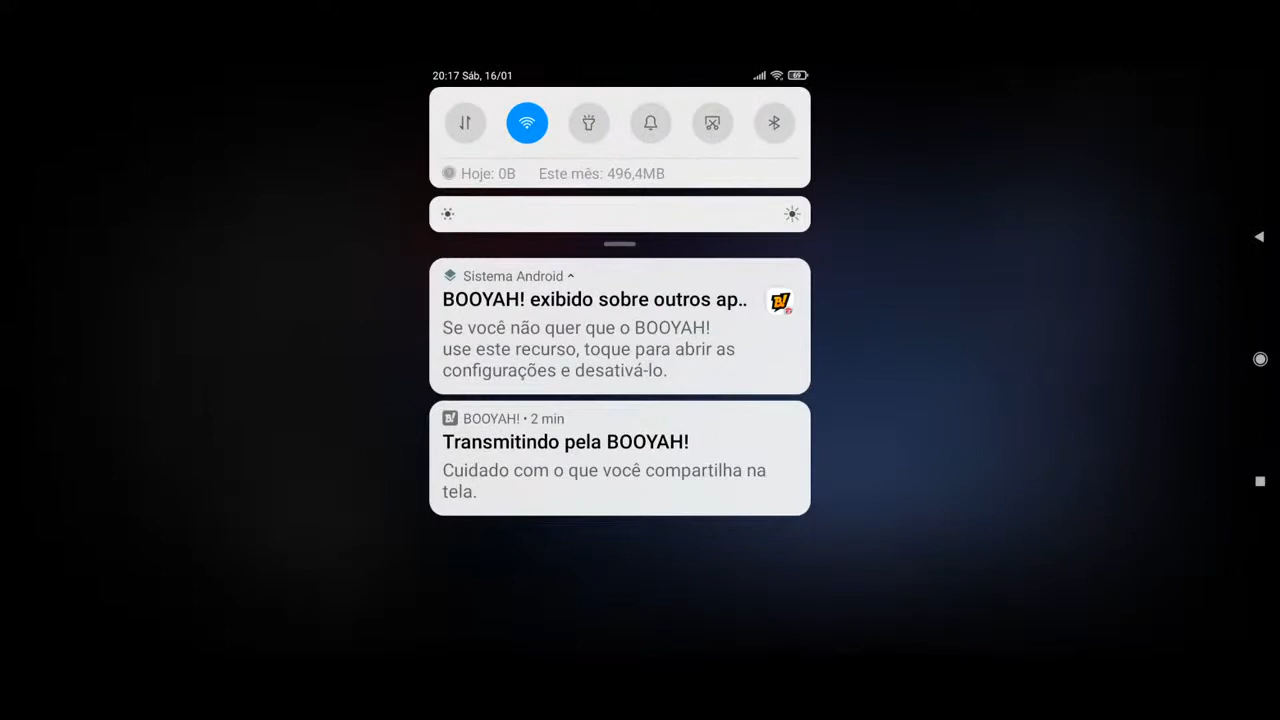 20:17 Sáb, 16/01
69
Hoje: 0B Este mês: 496,4MB
Sistema Android
BOOYAH! exibido sobre outros ap..
Se você não quer que o BOOYAH!
use este recurso, toque para abrir as
configurações e desativá-lo.
BOOYAH! • 2 min
Transmitindo pela BOOYAH!
Cuidado com o que você compartilha na
tela.